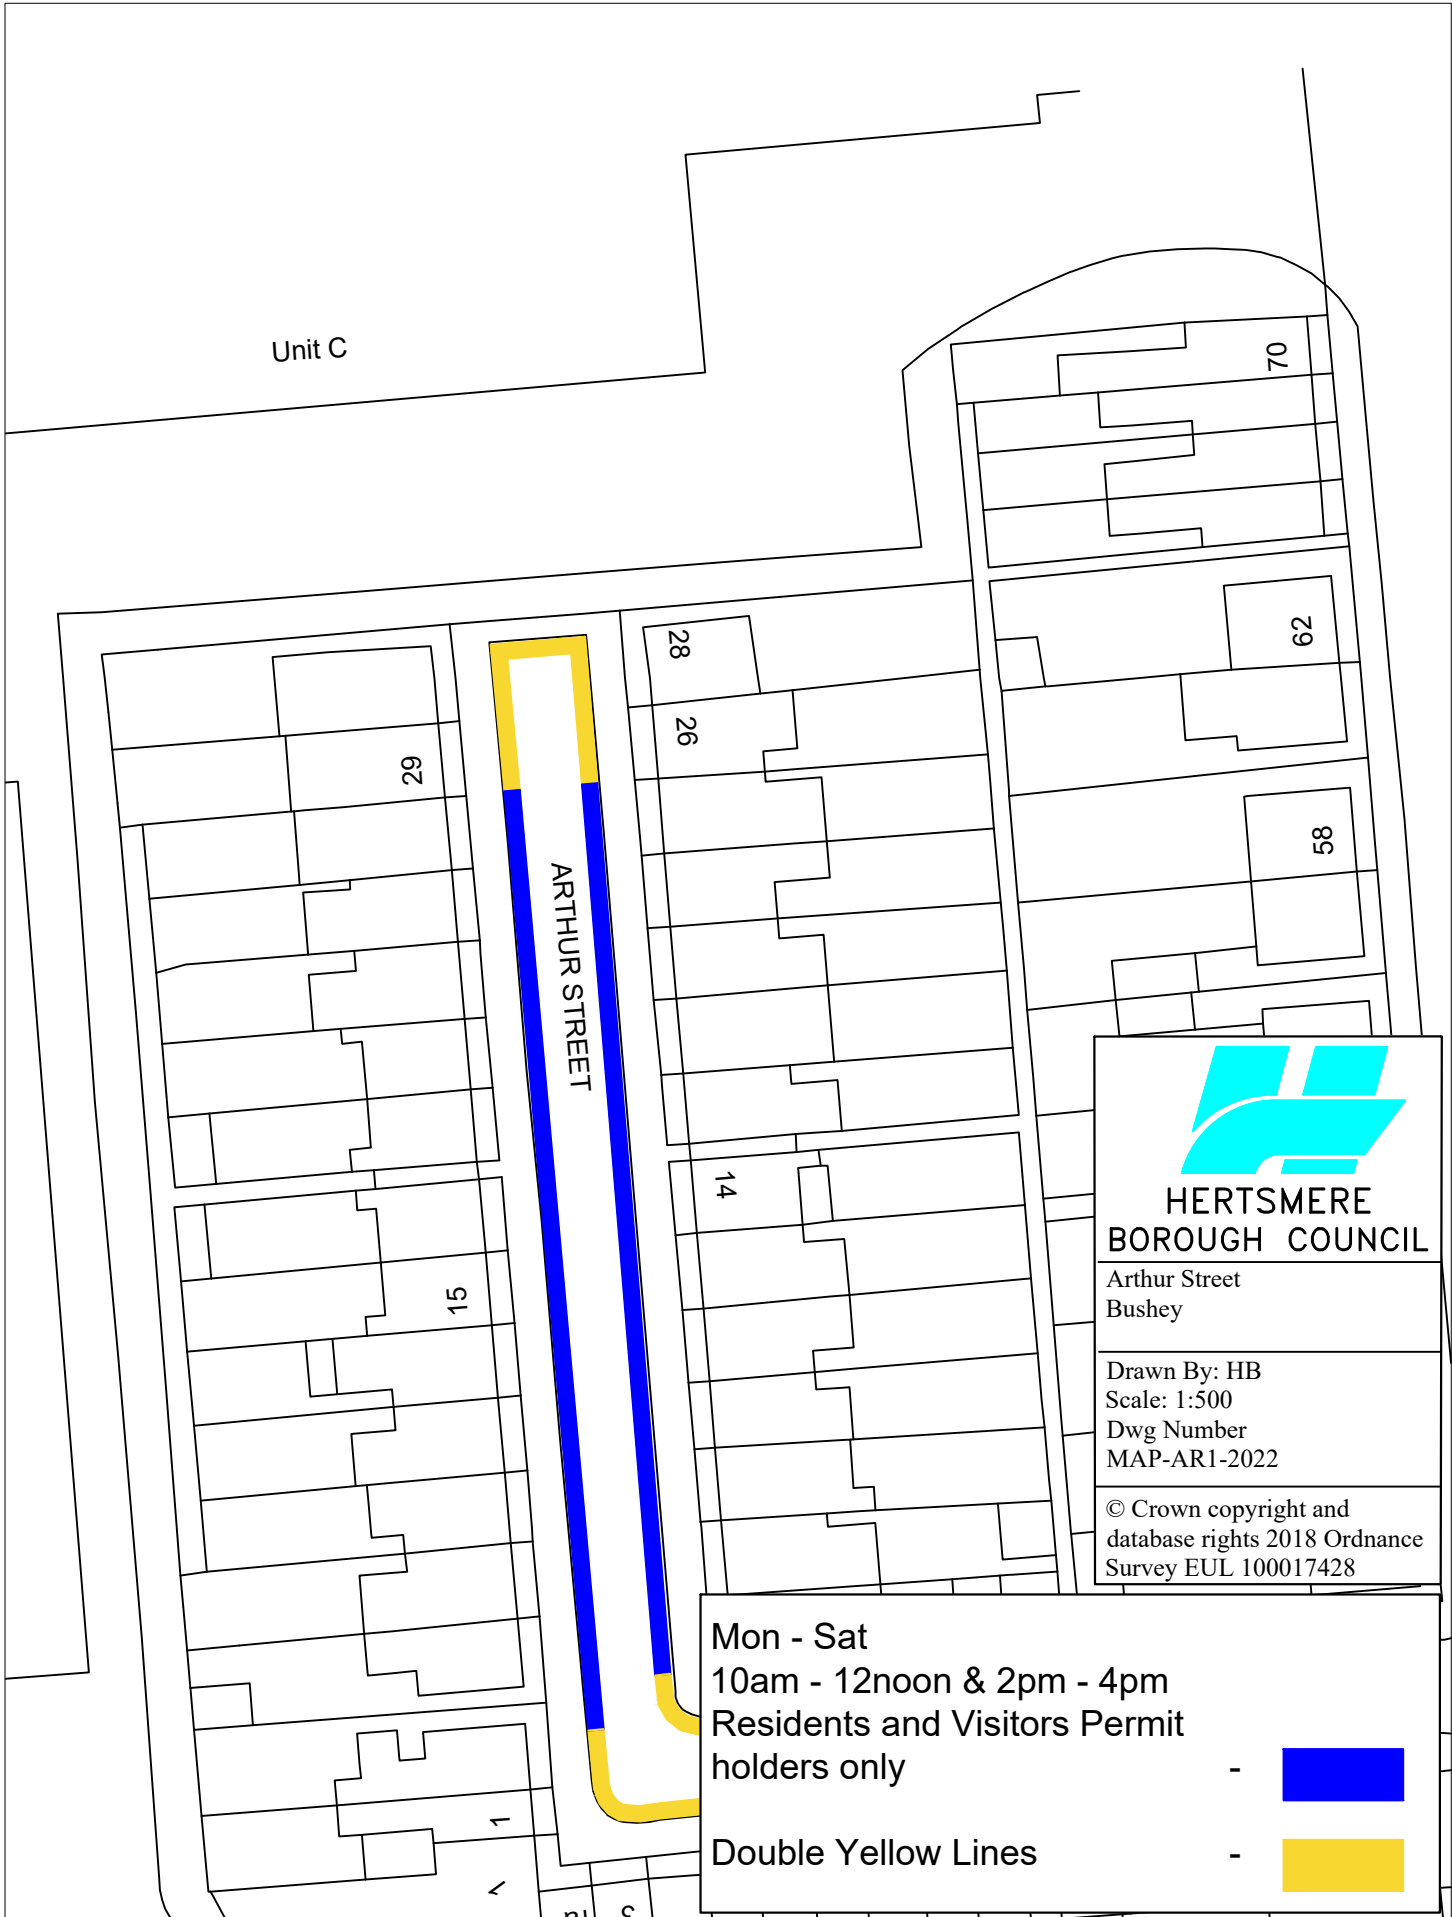 Unit C
70
28
62
26
29
58
ARTHUR STREET
14
15
1
3
HERTSMERE
BOROUGH COUNCIL
Arthur Street
Bushey
Drawn By: HB
Scale: 1:500
Dwg Number
MAP-AR1-2022
© Crown copyright and
database rights 2018 Ordnance
Survey EUL 100017428
Mon - Sat
10am - 12noon & 2pm - 4pm
Residents and Visitors Permit
holders only -
Double Yellow Lines -